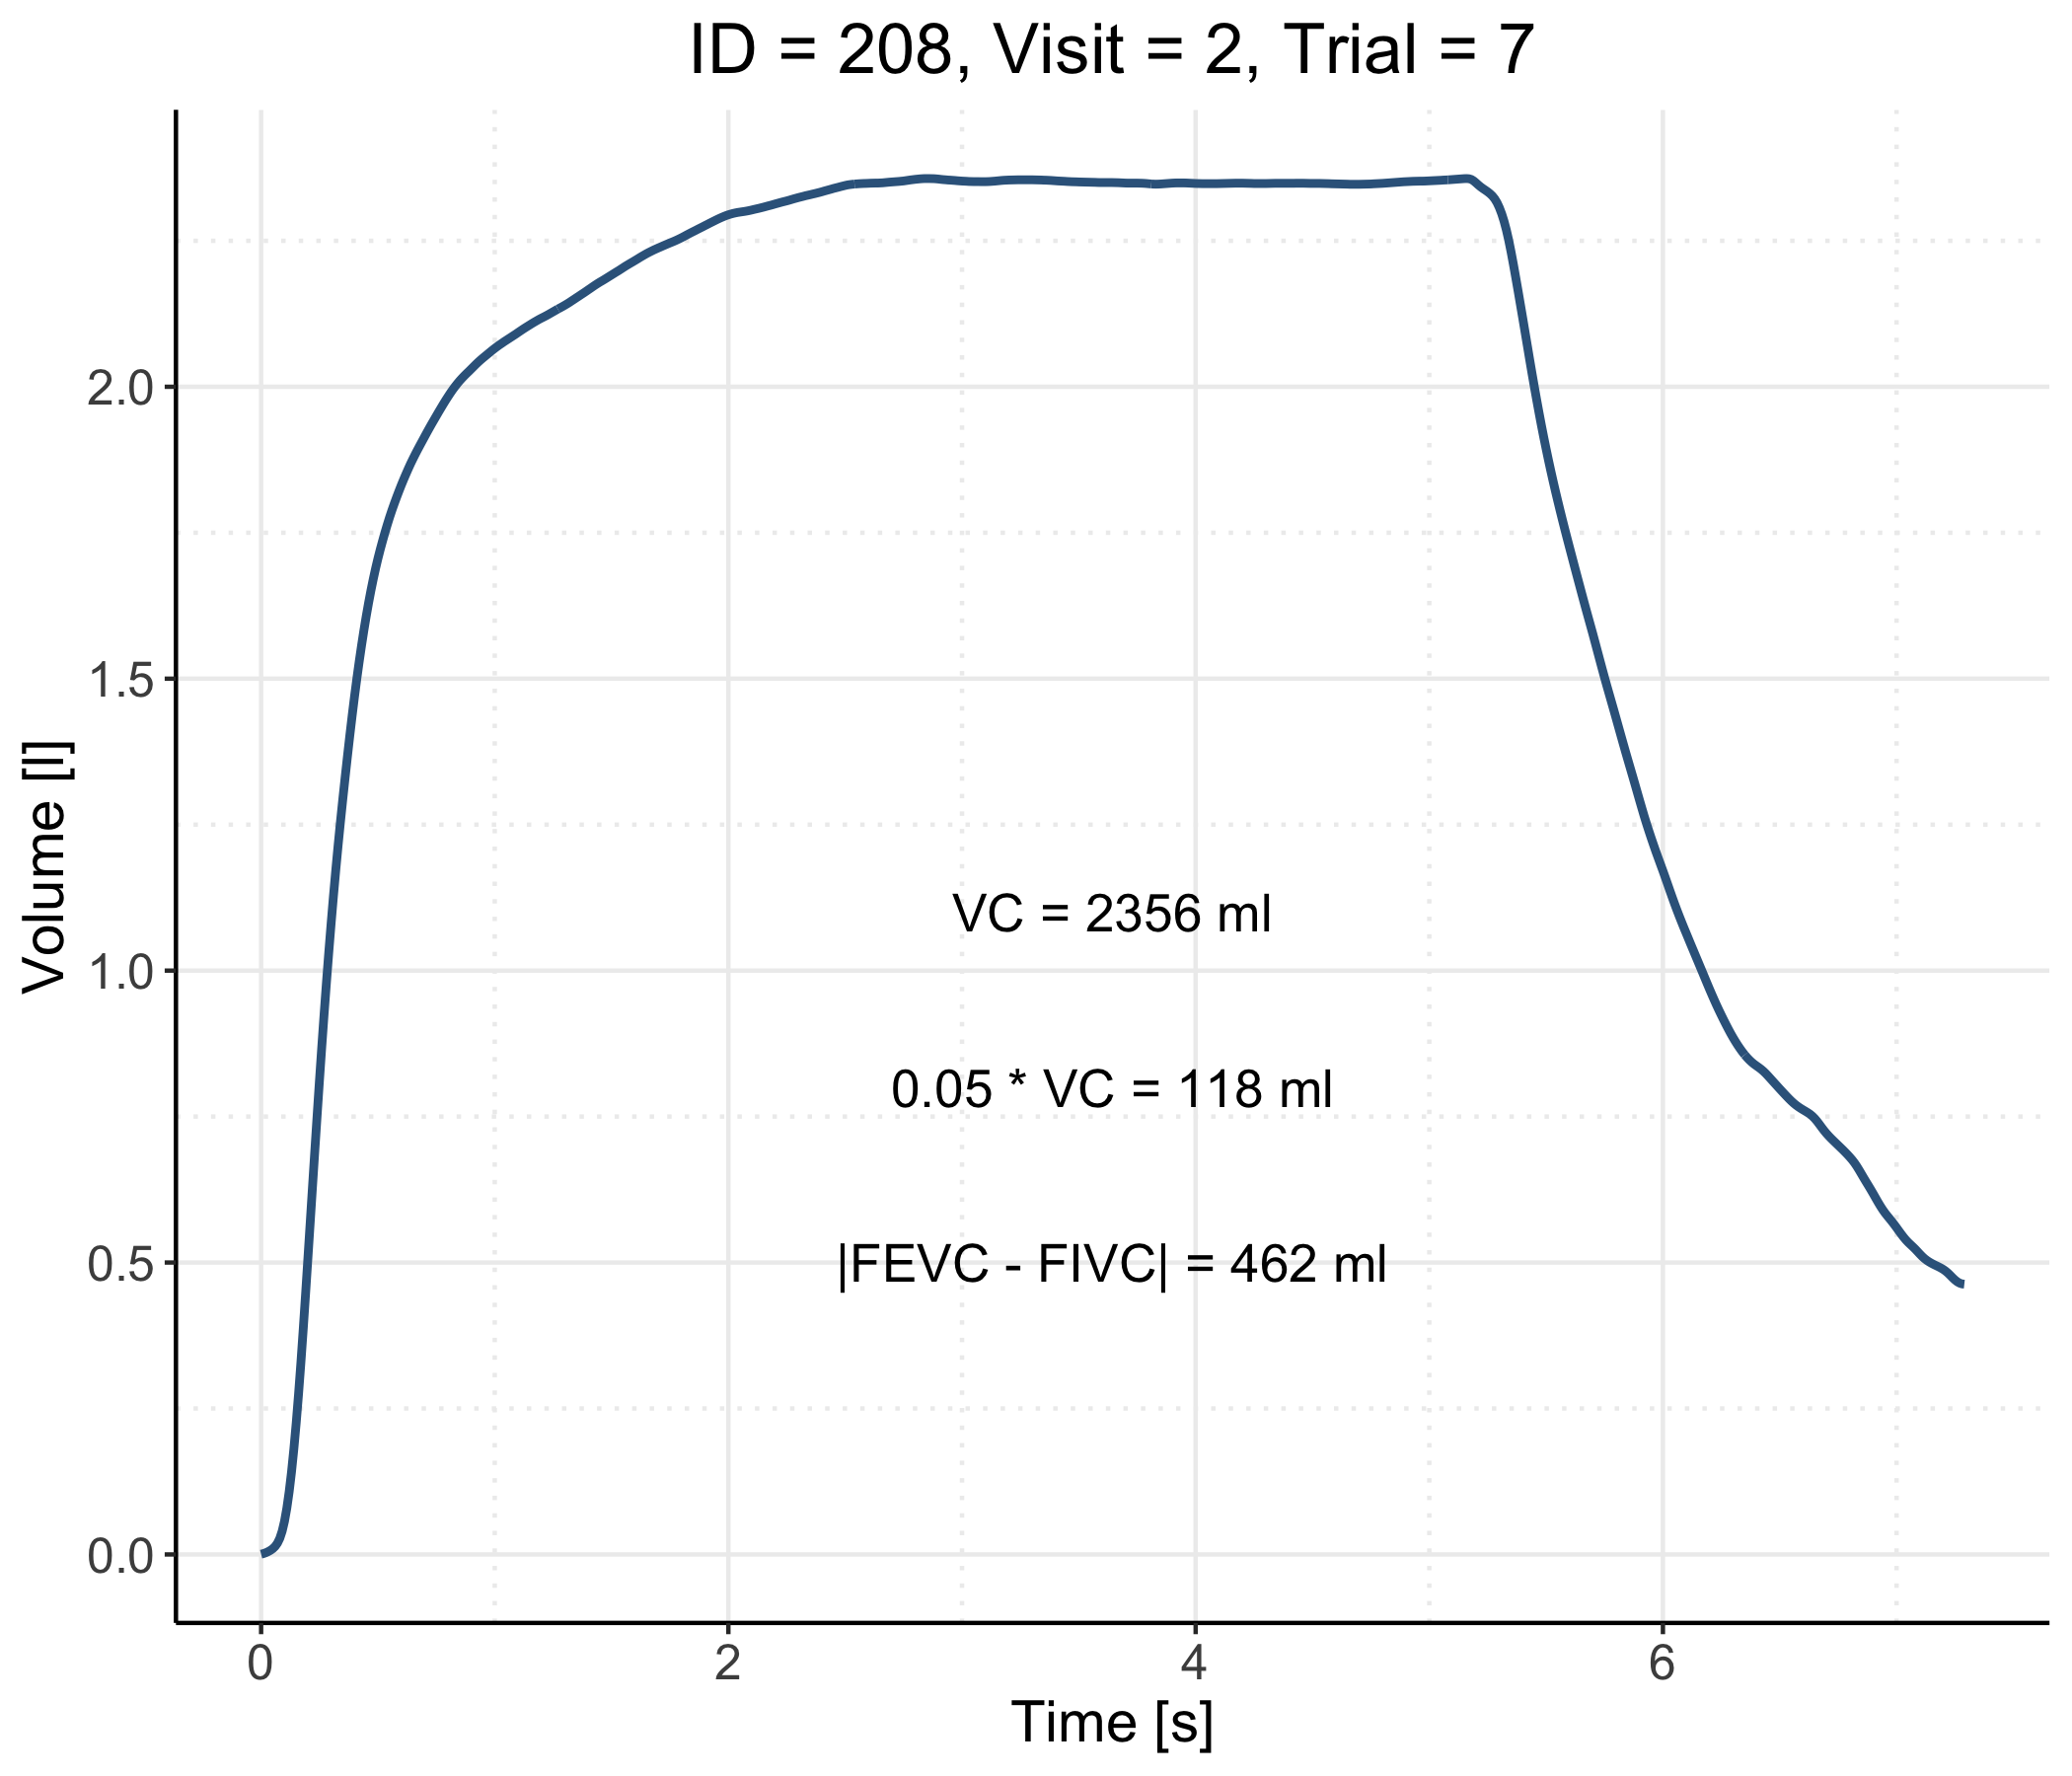 ID = 208, Visit = 2, Trial = 7
Volume [l]
2.0
1.5
1.0
0.5
0.0
VC = 2356 ml
0.05 * VC = 118 ml
|FEVC - FIVC| = 462 ml
0 2 4 6
Time [s]